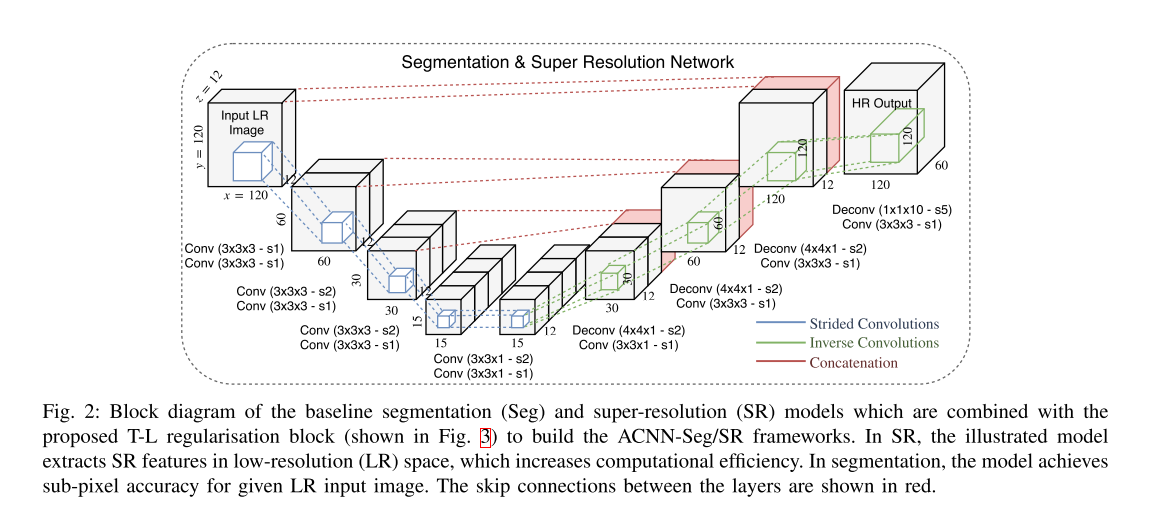 Segmentation & Super Resolution Network
z = 12
Input LR
Image
y = 120
x = 120
12
60
60
12
30
30
12
15
15
15
12
30
30
12
60
60
12
120
120
12
HR Output
120
120
60
Conv (3x3x3 - s1)
Conv (3x3x3 - s1)
Conv (3x3x3 - s2)
Conv (3x3x3 - s1)
Conv (3x3x3 - s2)
Conv (3x3x3 - s1)
Conv (3x3x1 - s2)
Conv (3x3x1 - s1)
Deconv (4x4x1 - s2)
Conv (3x3x1 - s1)
Deconv (4x4x1 - s2)
Conv (3x3x3 - s1)
Deconv (4x4x1 - s2)
Conv (3x3x3 - s1)
Deconv (1x1x10 - s5)
Conv (3x3x3 - s1)
Strided Convolutions
Inverse Convolutions
Concatenation
Fig. 2: Block diagram of the baseline segmentation (Seg) and super-resolution (SR) models which are combined with the
proposed T-L regularisation block (shown in Fig. 3) to build the ACNN-Seg/SR frameworks. In SR, the illustrated model
extracts SR features in low-resolution (LR) space, which increases computational efficiency. In segmentation, the model achieves
sub-pixel accuracy for given LR input image. The skip connections between the layers are shown in red.